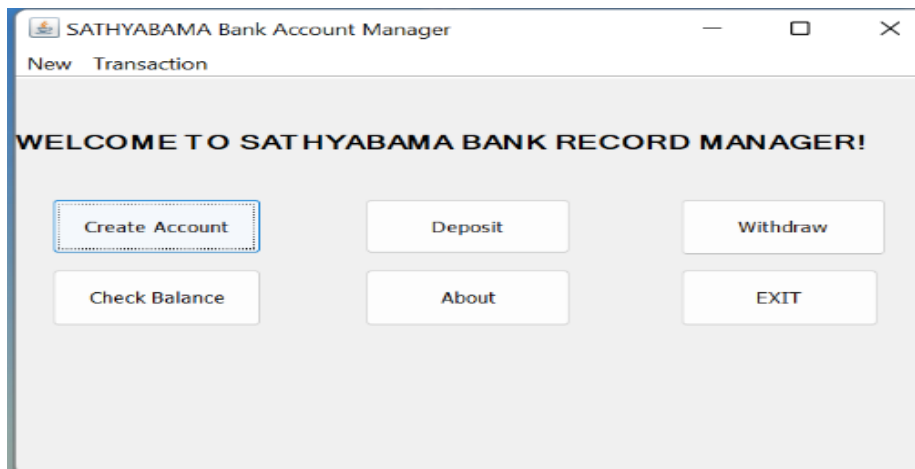 SATHYABAMA Bank Account Manager
New Transaction
WELCOME TO SATHYABAMA BANK RECORD MANAGER!
Create Account Deposit Withdraw
Check Balance About EXIT